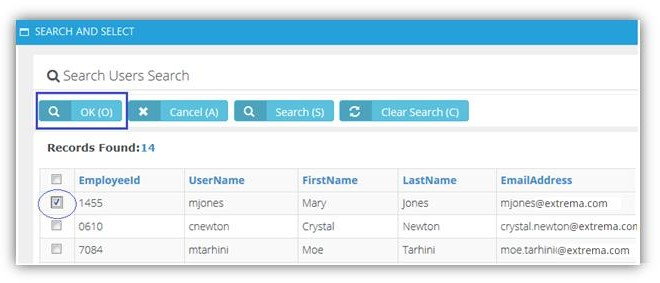 SEARCH AND SELECT
Search Users Search
OK (O) Cancel (A) Search (S) Clear Search (C)
Records Found:14
EmployeeId UserName FirstName LastName EmailAddress
1455 mjones Mary Jones mjones@extrema.com
0610 cnewton Crystal Newton crystal.newton@extrema.com
7084 mtarhini Moe Tarhini moe.tarhini@extrema.com